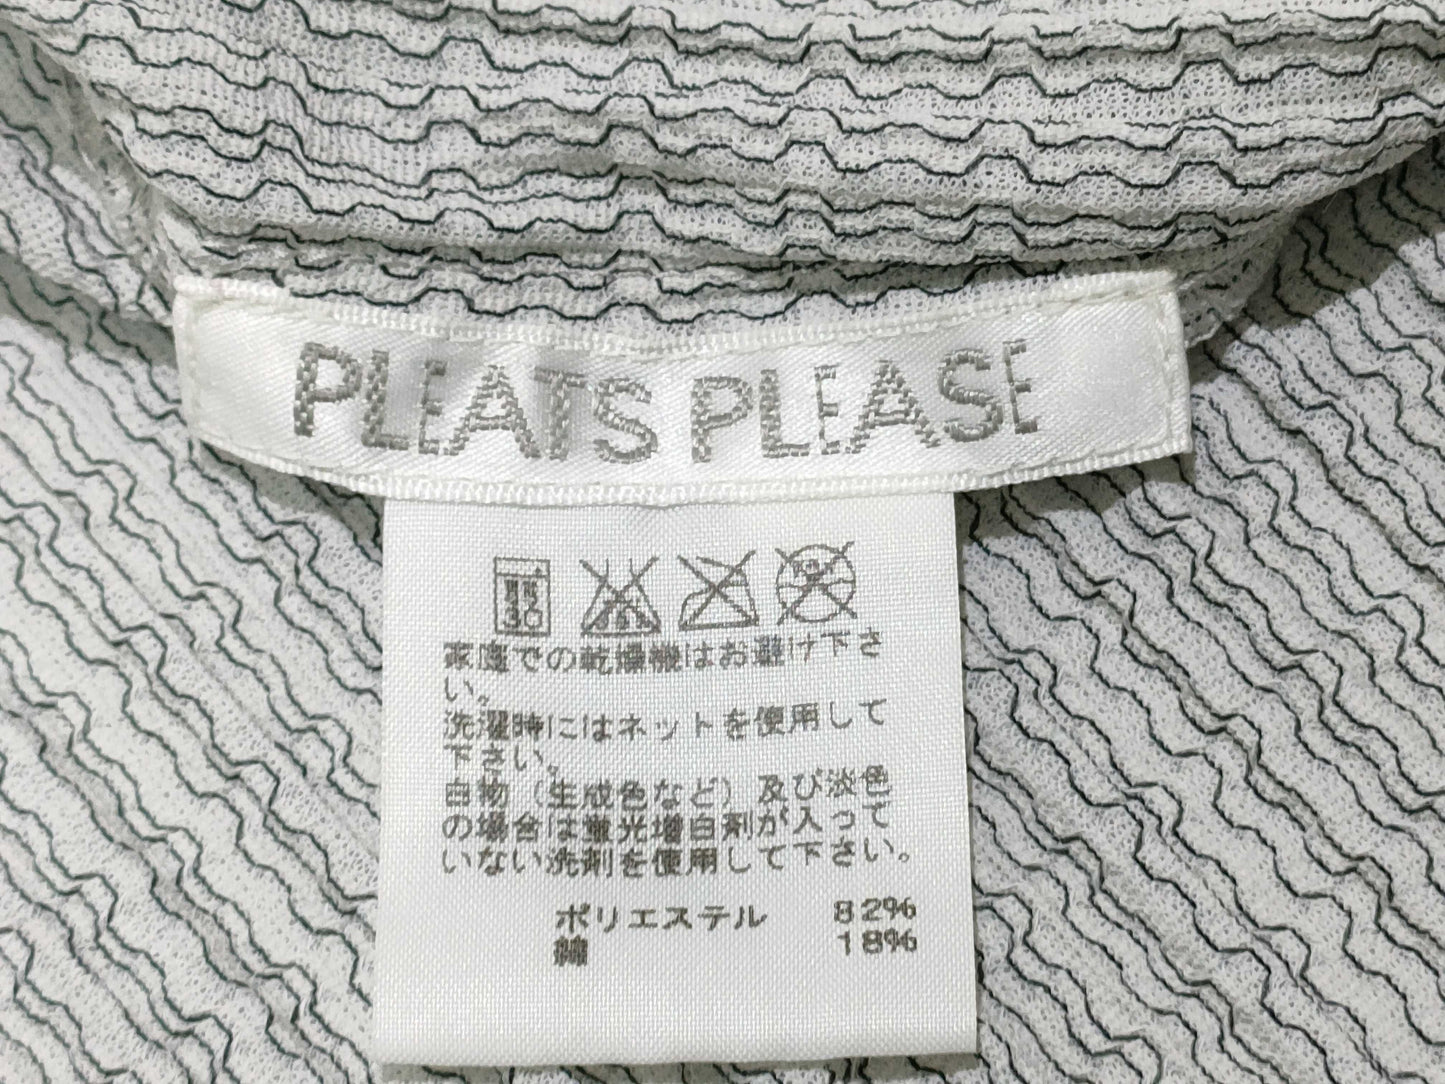 PLEATS PLEASE
30
家庭での乾燥機はお避け下さ
い。
洗濯時にはネットを使用して
下さい。
白物（生成色など）及び淡色
の場合は蛍光増白剤が入って
いない洗剤を使用して下さい。
ポリエステル 82%
綿 18%